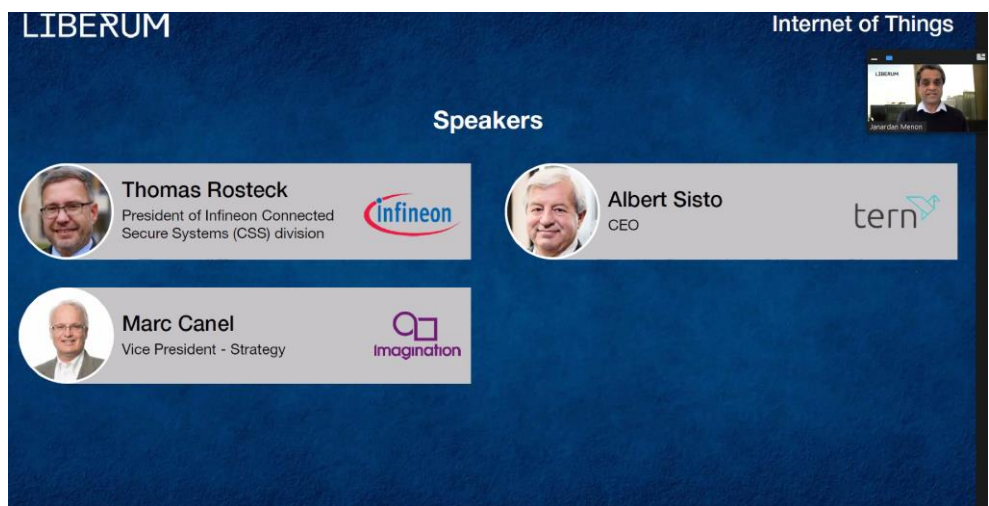 LIBERUM
Internet of Things
LIBERUM
Janardan Menon
Speakers
Thomas Rosteck
President of Infineon Connected
Secure Systems (CSS) division
infineon
Albert Sisto
CEO
tern
Marc Canel
Vice President - Strategy
Imagination